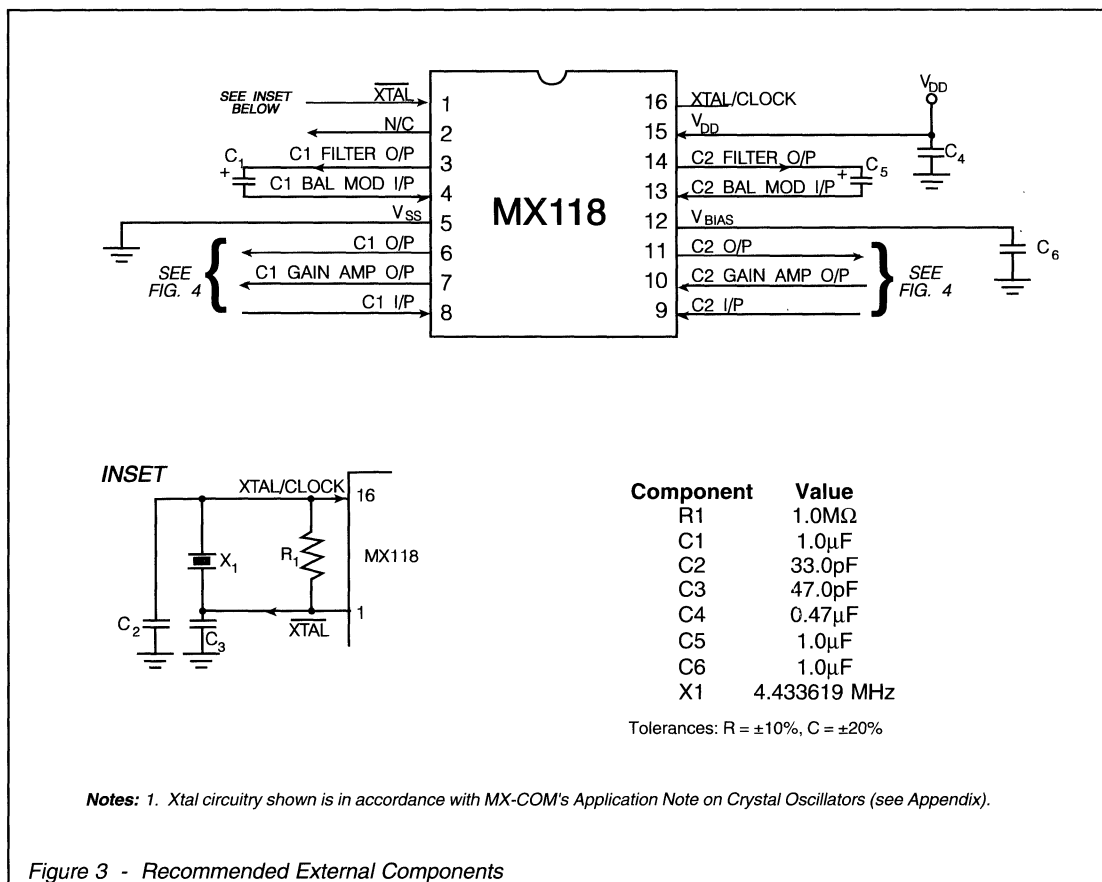 SEE INSET BELOW
XTAL
1
N/C
2
C1
+
C1 FILTER O/P
3
C1 BAL MOD I/P
4
VSS
5
C1 O/P
6
SEE FIG. 4
C1 GAIN AMP O/P
7
C1 I/P
8
MX118
16 XTAL/CLOCK
15 VDD
VDD
C4
14 C2 FILTER O/P
+ C5
13 C2 BAL MOD I/P
12 VBIAS
C6
11 C2 O/P
10 C2 GAIN AMP O/P
SEE FIG. 4
9 C2 I/P
INSET
XTAL/CLOCK
16
X1
R1
MX118
1
XTAL
C2
C3
Component Value
R1 1.0MΩ
C1 1.0µF
C2 33.0pF
C3 47.0pF
C4 0.47µF
C5 1.0µF
C6 1.0µF
X1 4.433619 MHz
Tolerances: R = ±10%, C = ±20%
Notes: 1. Xtal circuitry shown is in accordance with MX-COM's Application Note on Crystal Oscillators (see Appendix).
Figure 3 - Recommended External Components